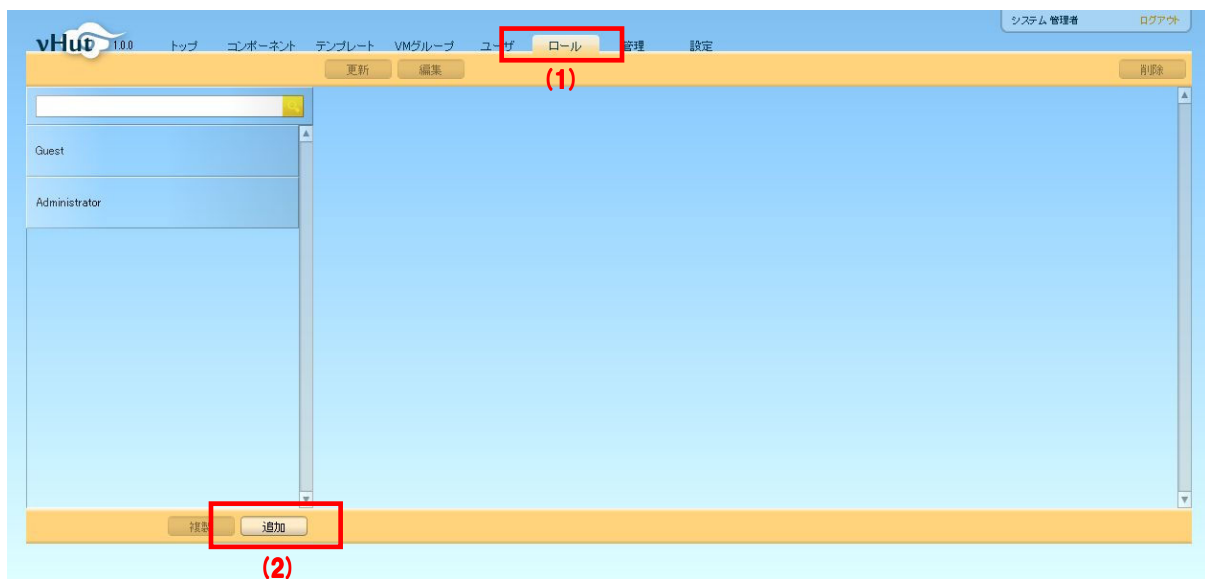 システム 管理者 ログアウト
vHut 1.0.0 トップ コンポーネント テンプレート VMグループ ユーザ ロール 管理 設定
更新 編集 (1) 削除
Guest
Administrator
複製 追加
(2)